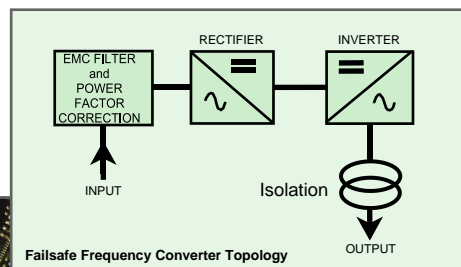 RECTIFIER
INVERTER
EMC FILTER
and
POWER
FACTOR
CORRECTION
INPUT
Isolation
OUTPUT
Failsafe Frequency Converter Topology